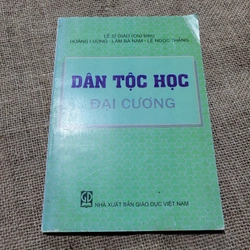 LÊ SĨ GIÁO (Chủ biên)
HOÀNG LƯƠNG - LÂM BÁ NAM - LÊ NGỌC THẮNG
DÂN TỘC HỌC
ĐẠI CƯƠNG
NHÀ XUẤT BẢN GIÁO DỤC VIỆT NAM